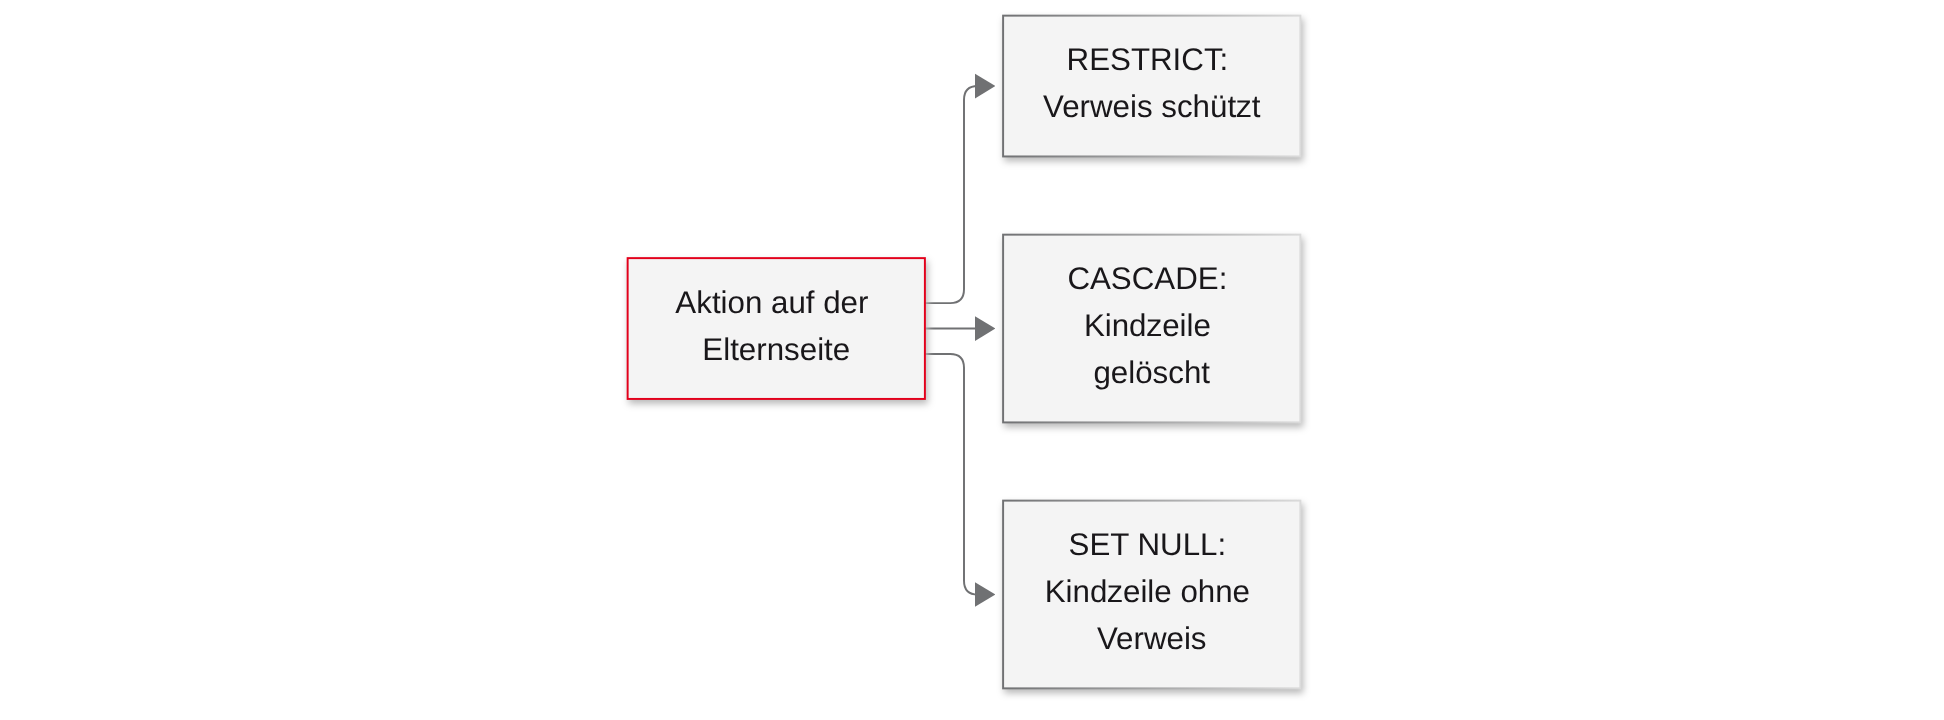 Aktion auf der
Elternseite
RESTRICT:
Verweis schützt
CASCADE:
Kindzeile
gelöscht
SET NULL:
Kindzeile ohne
Verweis